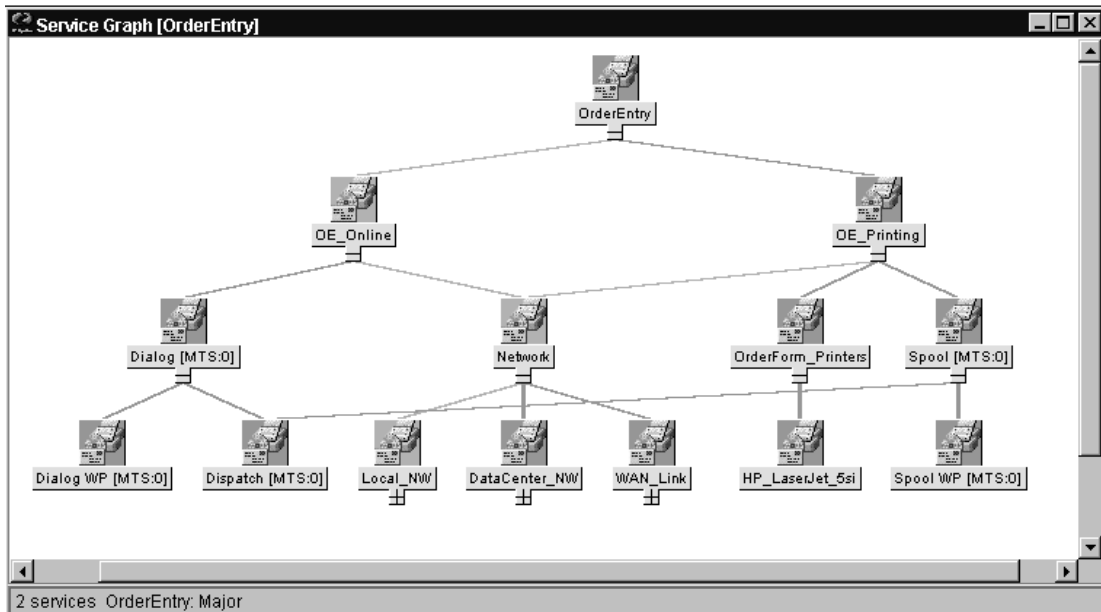 Service Graph [OrderEntry]
OrderEntry
OE_Online
OE_Printing
Dialog [MTS:0]
Network
OrderForm_Printers
Spool [MTS:0]
Dialog WP [MTS:0]
Dispatch [MTS:0]
Local_NW
DataCenter_NW
WAN_Link
HP_LaserJet_5si
Spool WP [MTS:0]
2 services OrderEntry: Major